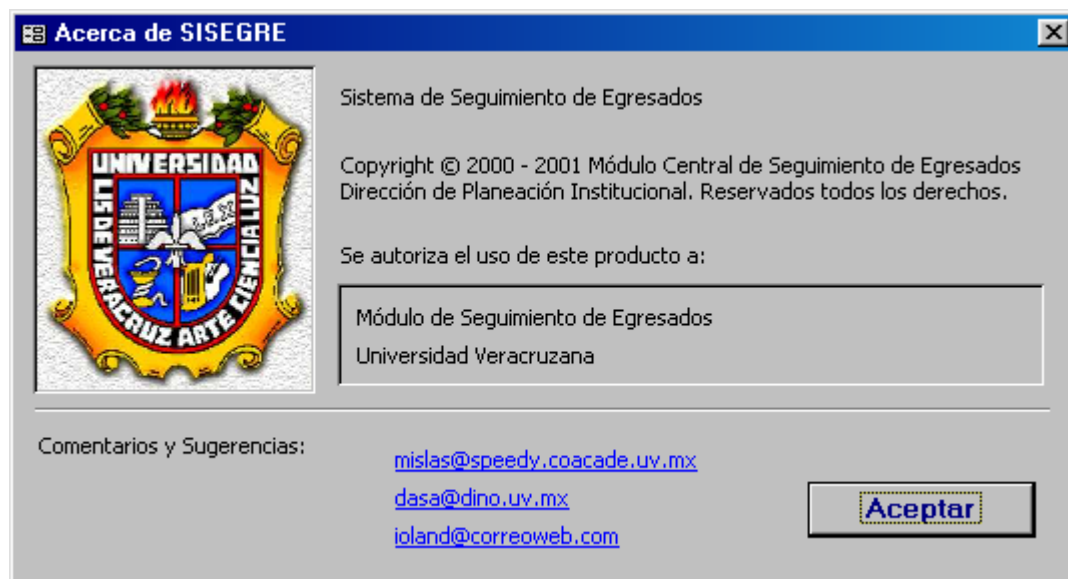 Acerca de SISEGRE
UNIVERSIDAD
LIS DE VERACRUZ ARTE CIENCIA LUZ
LEX
Sistema de Seguimiento de Egresados
Copyright © 2000 - 2001 Módulo Central de Seguimiento de Egresados
Dirección de Planeación Institucional. Reservados todos los derechos.
Se autoriza el uso de este producto a:
Módulo de Seguimiento de Egresados
Universidad Veracruzana
Comentarios y Sugerencias:
mislas@speedy.coacade.uv.mx
dasa@dino.uv.mx
ioland@correoweb.com
Aceptar